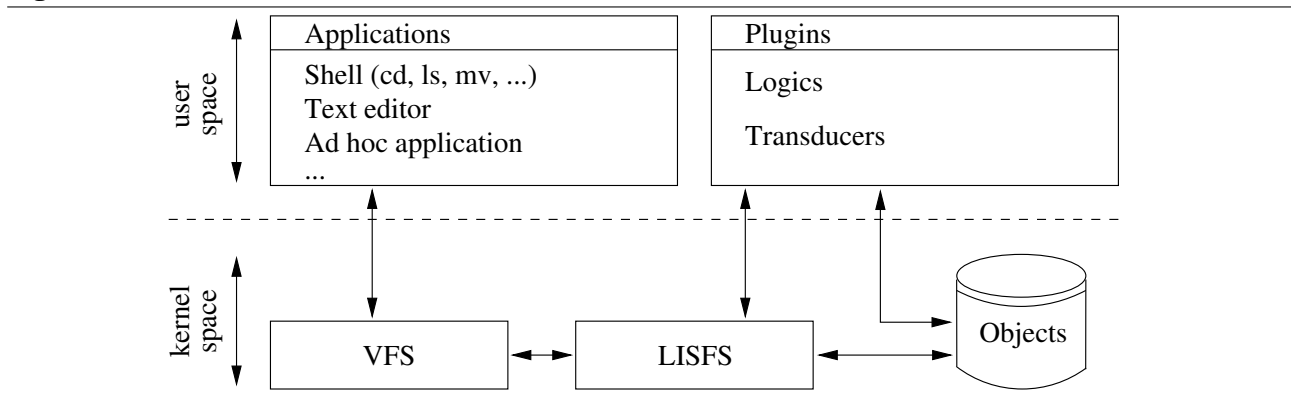 user
space
Applications
Shell (cd, ls, mv, ...)
Text editor
Ad hoc application
...
Plugins
Logics
Transducers
kernel
space
VFS
LISFS
Objects